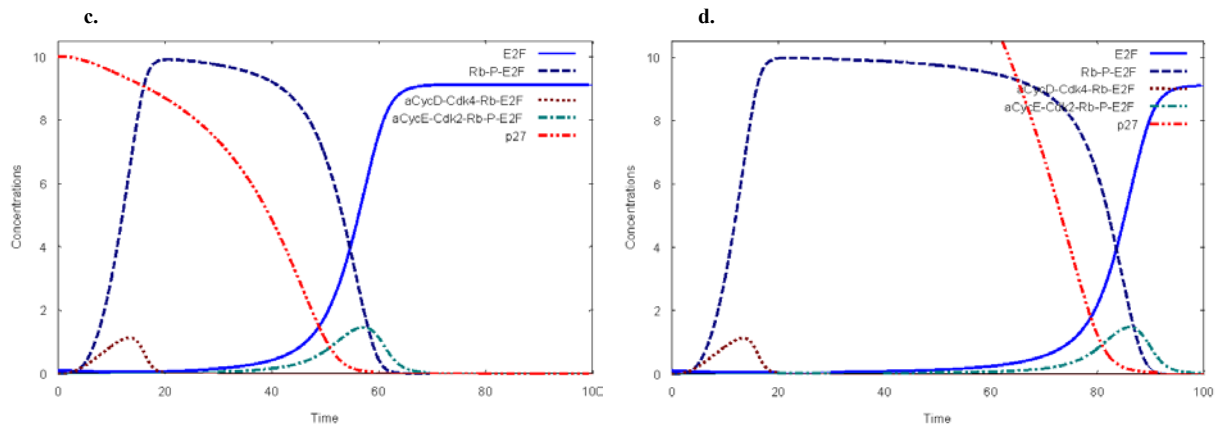 c.
10
8
6
4
2
0
Concentrations
0
20
40
60
80
100
Time
E2F
Rb-P-E2F
aCycD-Cdk4-Rb-E2F
aCycE-Cdk2-Rb-P-E2F
p27
d.
10
8
6
4
2
0
Concentrations
0
20
40
60
80
100
Time
E2F
Rb-P-E2F
aCycD-Cdk4-Rb-E2F
aCycE-Cdk2-Rb-P-E2F
p27